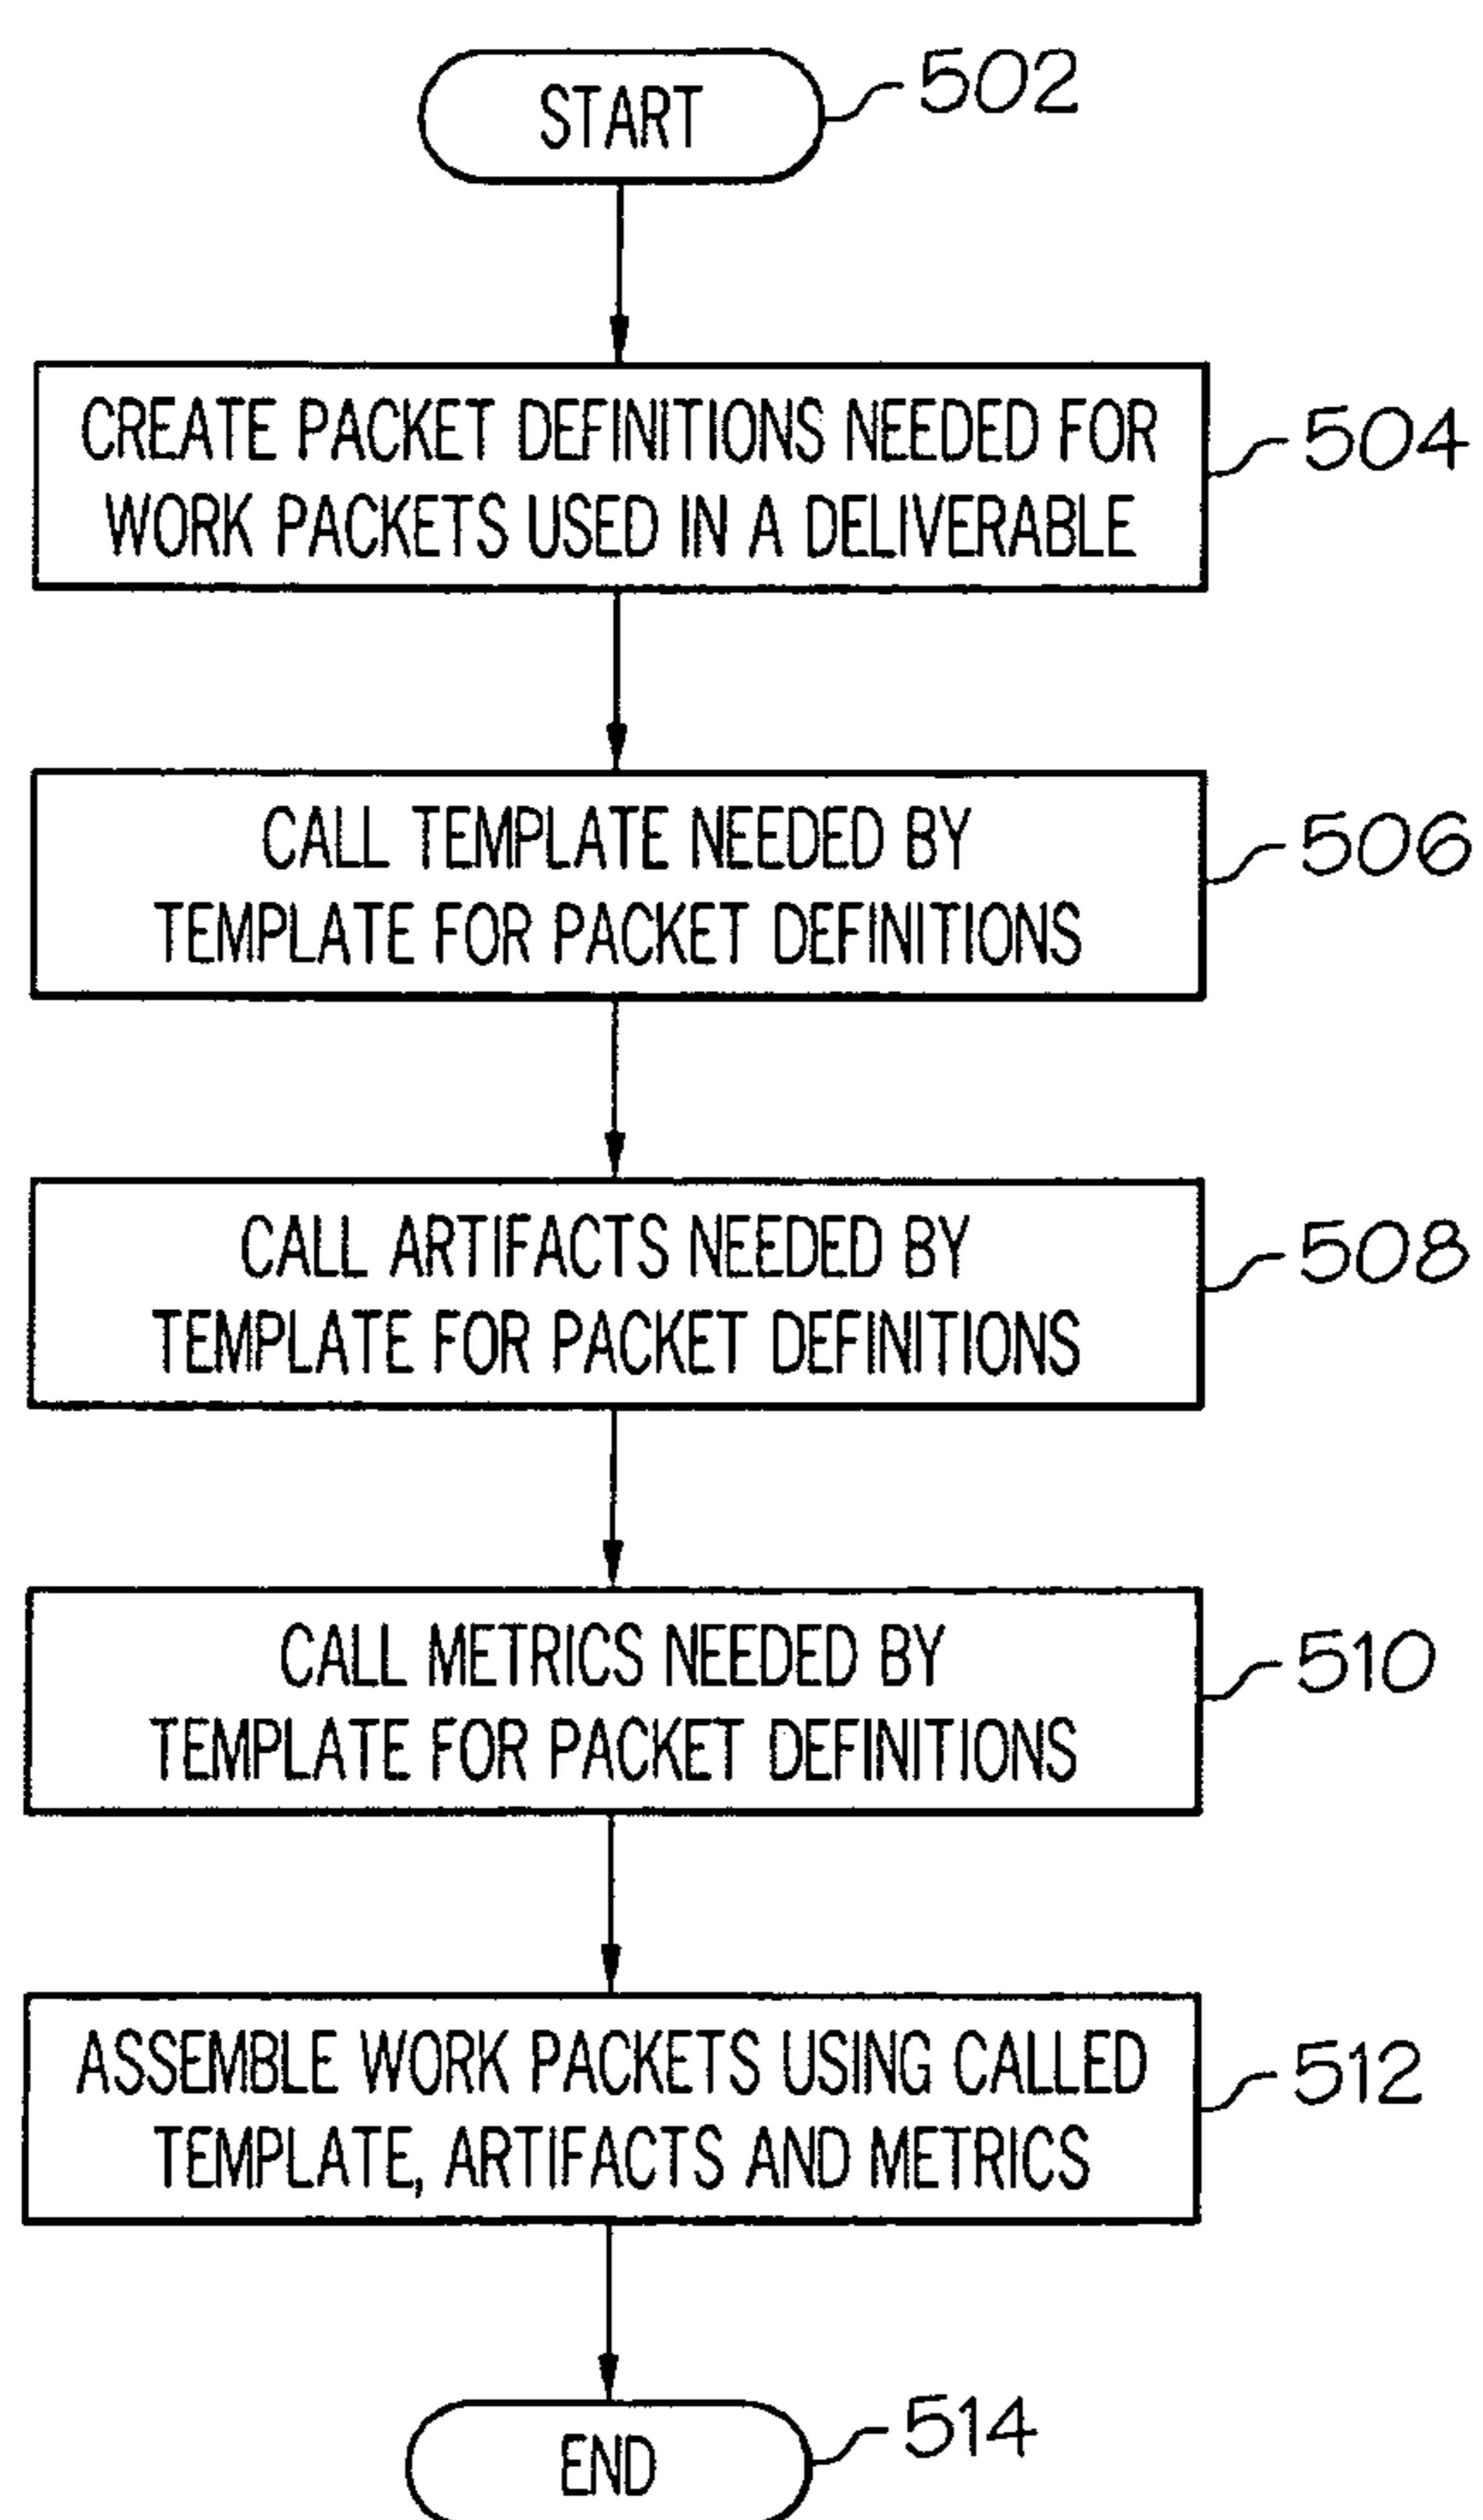 START
502
CREATE PACKET DEFINITIONS NEEDED FOR
WORK PACKETS USED IN A DELIVERABLE
504
CALL TEMPLATE NEEDED BY
TEMPLATE FOR PACKET DEFINITIONS
506
CALL ARTIFACTS NEEDED BY
TEMPLATE FOR PACKET DEFINITIONS
508
CALL METRICS NEEDED BY
TEMPLATE FOR PACKET DEFINITIONS
510
ASSEMBLE WORK PACKETS USING CALLED
TEMPLATE, ARTIFACTS AND METRICS
512
END
514